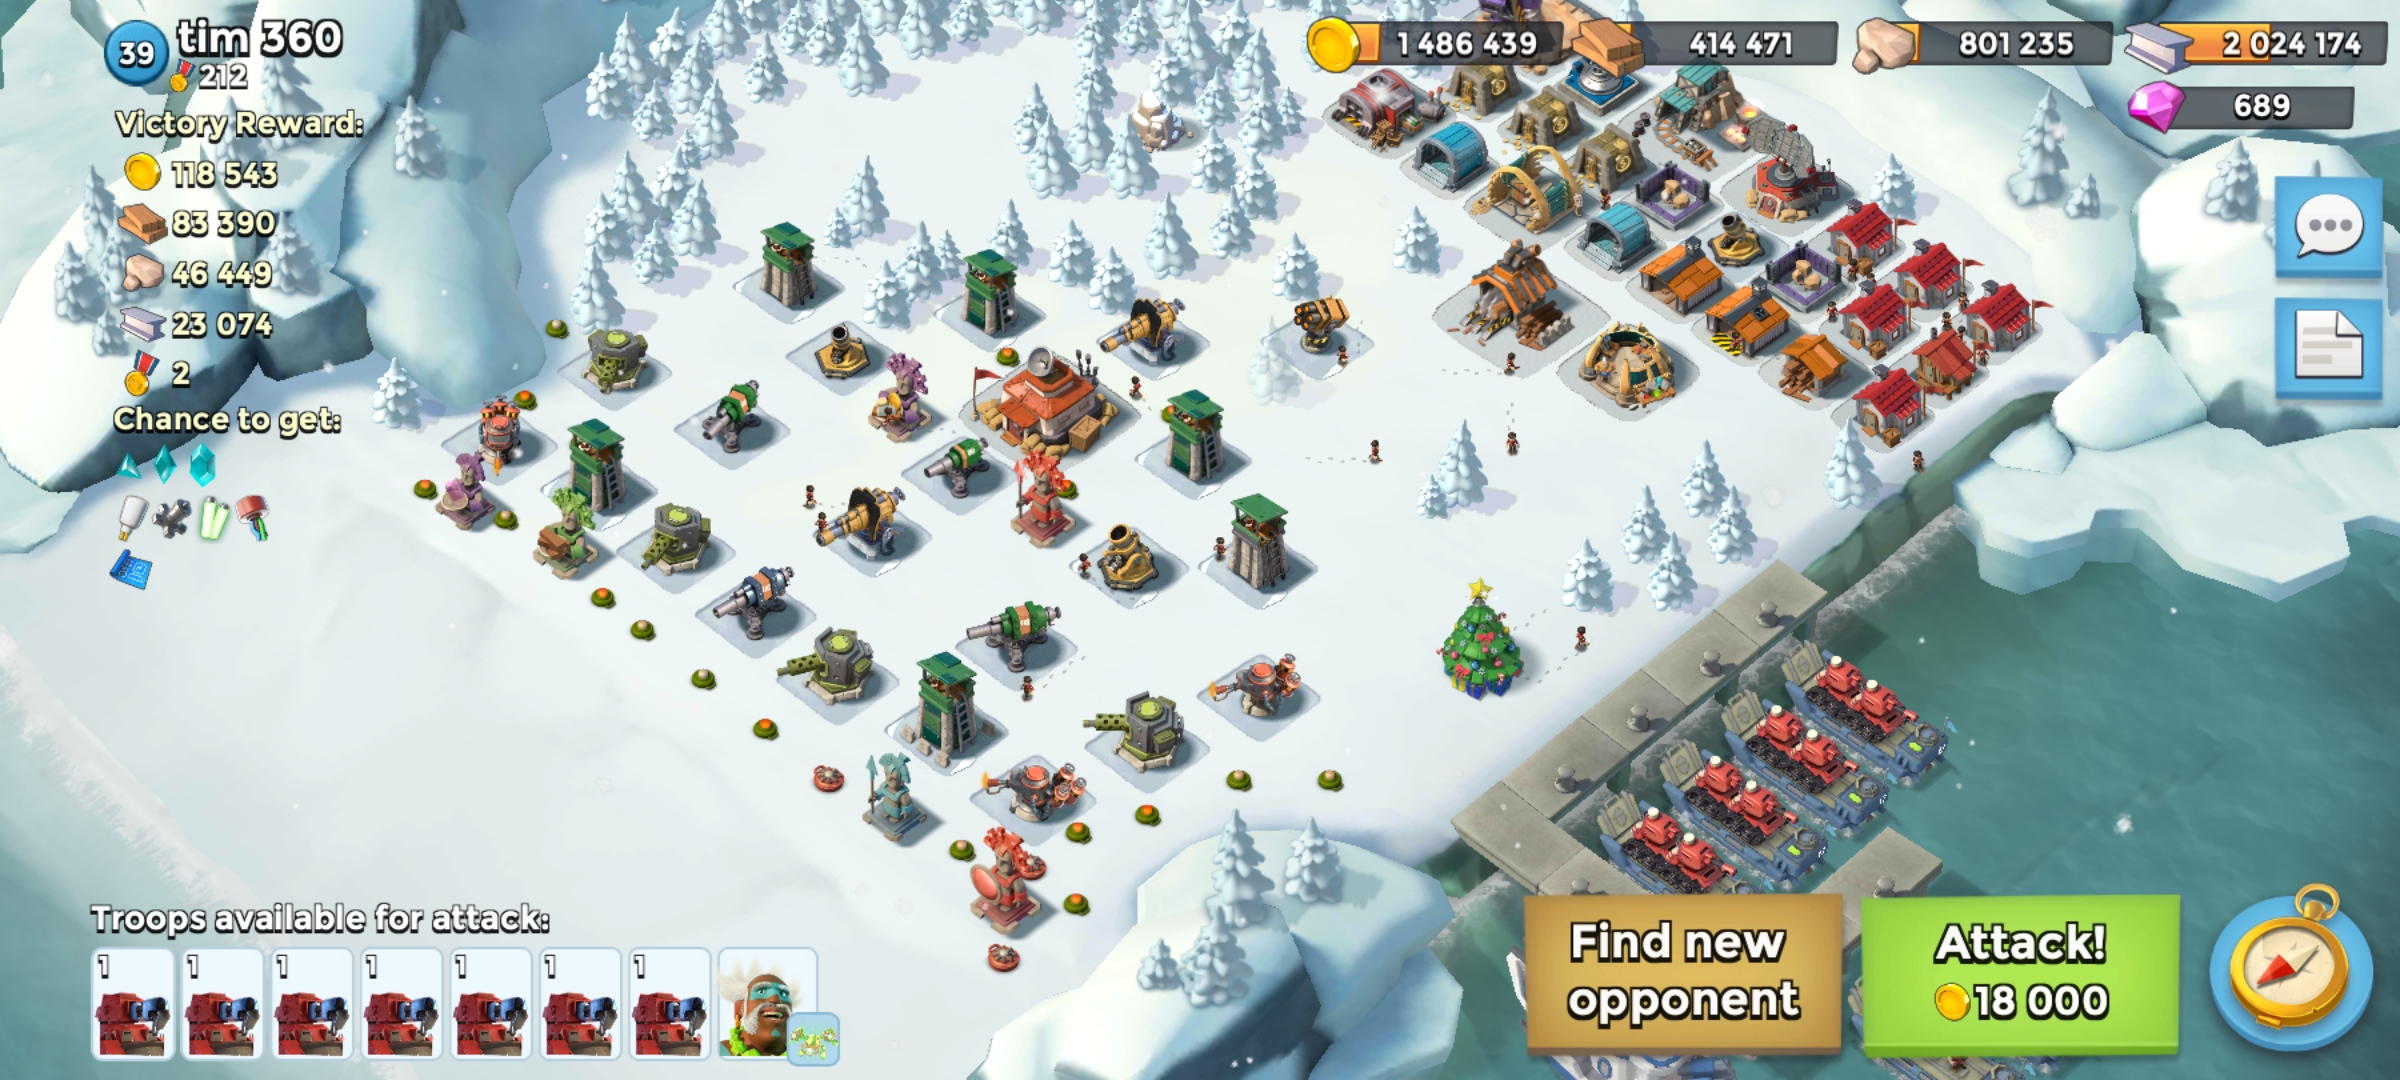 39 tim 360
212
1 486 439
414 471
801 235
2 024 174
689
Victory Reward:
118 543
83 390
46 449
23 074
2
Chance to get:
Troops available for attack:
1 1 1 1 1 1 1
Find new
opponent
Attack!
18 000